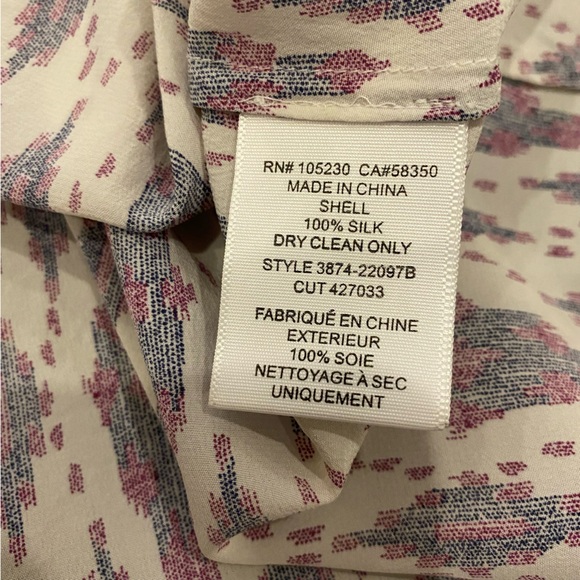 RN# 105230 CA#58350
MADE IN CHINA
SHELL
100% SILK
DRY CLEAN ONLY
STYLE 3874-22097B
CUT 427033
FABRIQUÉ EN CHINE
EXTERIEUR
100% SOIE
NETTOYAGE À SEC
UNIQUEMENT